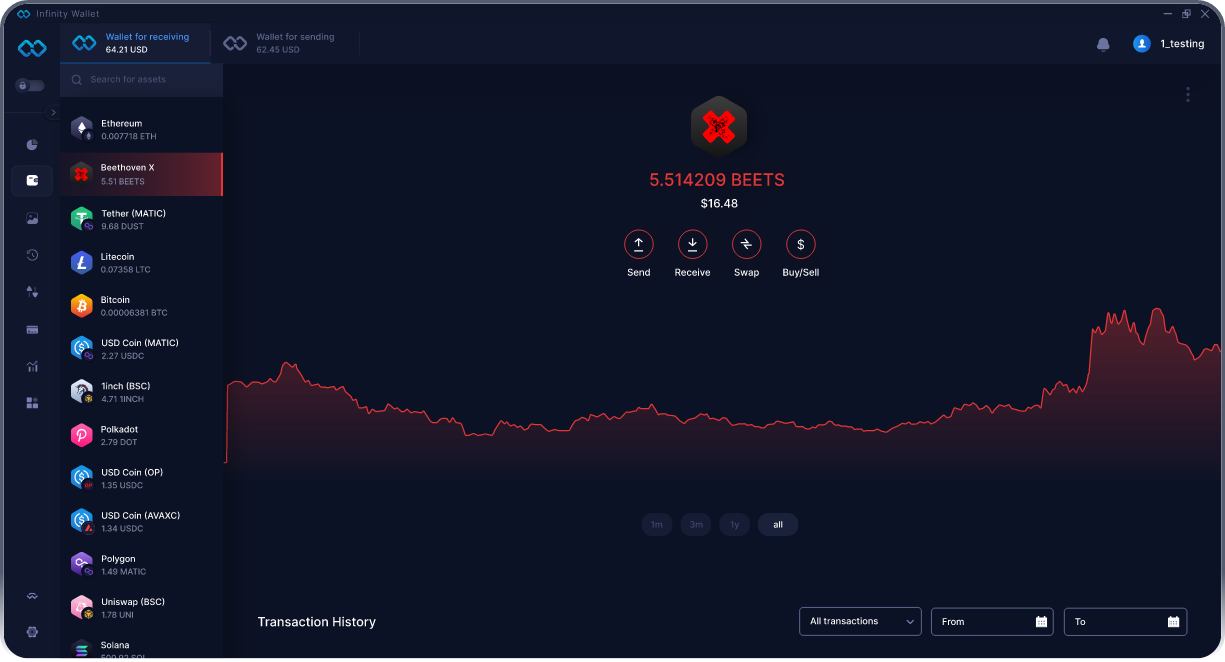 Infinity Wallet
Wallet for receiving
64.21 USD
Wallet for sending
62.45 USD
1_testing
Search for assets
Ethereum
0.007718 ETH
Beethoven X
5.51 BEETS
Tether (MATIC)
9.68 DUST
Litecoin
0.07358 LTC
Bitcoin
0.00006381 BTC
USD Coin (MATIC)
2.27 USDC
1inch (BSC)
4.71 1INCH
Polkadot
2.79 DOT
USD Coin (OP)
1.35 USDC
USD Coin (AVAXC)
1.34 USDC
Polygon
1.49 MATIC
Uniswap (BSC)
1.78 UNI
Solana
5.514209 BEETS
$16.48
Send Receive Swap Buy/Sell
1m 3m 1y all
Transaction History
All transactions From To